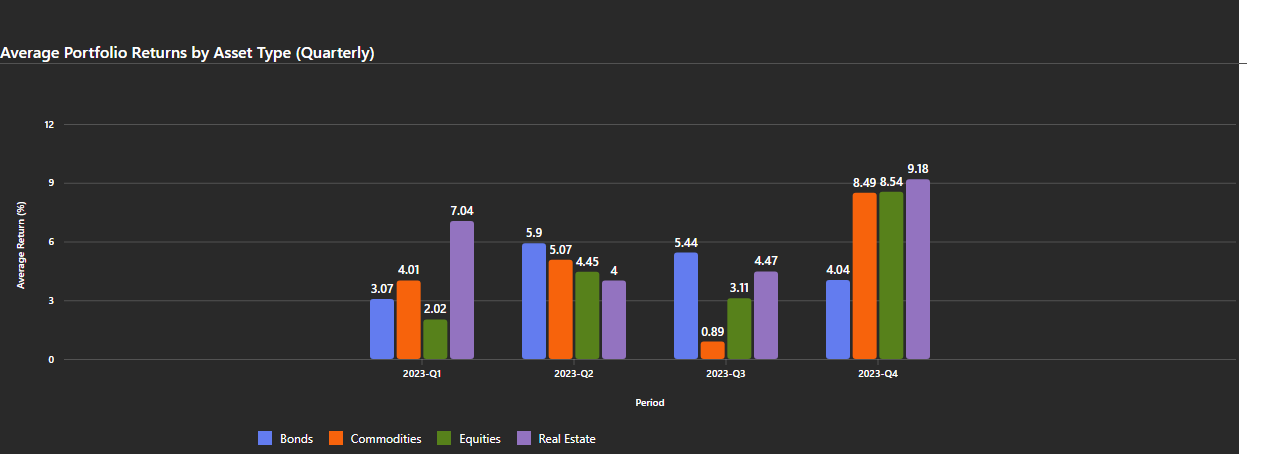 Average Portfolio Returns by Asset Type (Quarterly)
12
9
6
3
0
Average Return (%)
3.07
4.01
2.02
7.04
5.9
5.07
4.45
4
5.44
0.89
3.11
4.47
4.04
8.49
8.54
9.18
2023-Q1
2023-Q2
2023-Q3
2023-Q4
Period
Bonds
Commodities
Equities
Real Estate